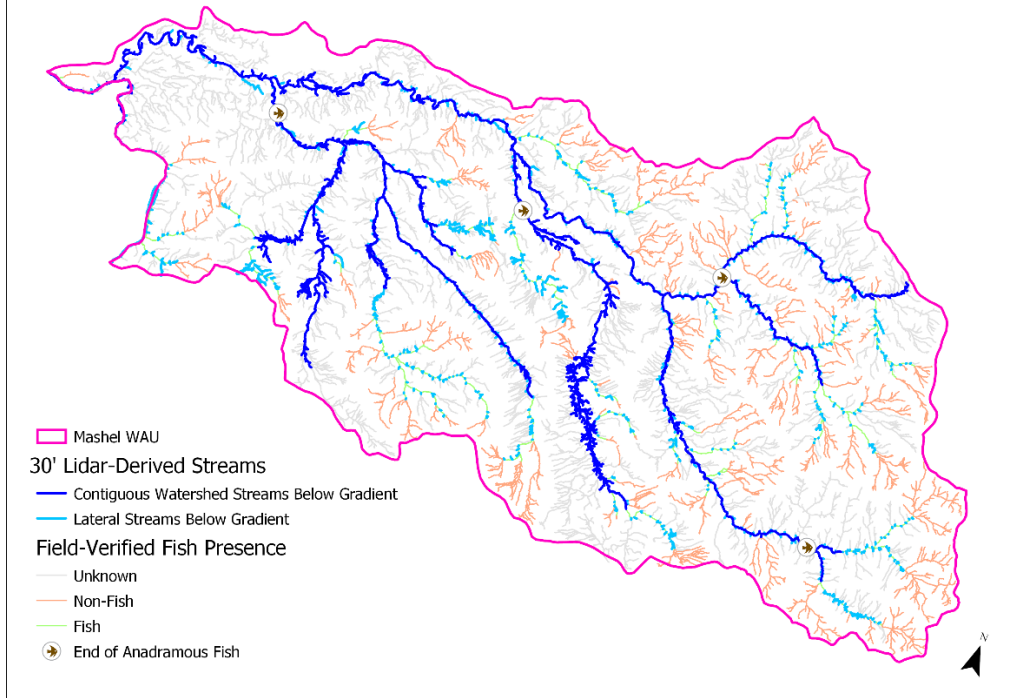 Mashel WAU
30' Lidar-Derived Streams
Contiguous Watershed Streams Below Gradient
Lateral Streams Below Gradient
Field-Verified Fish Presence
Unknown
Non-Fish
Fish
End of Anadramous Fish
N